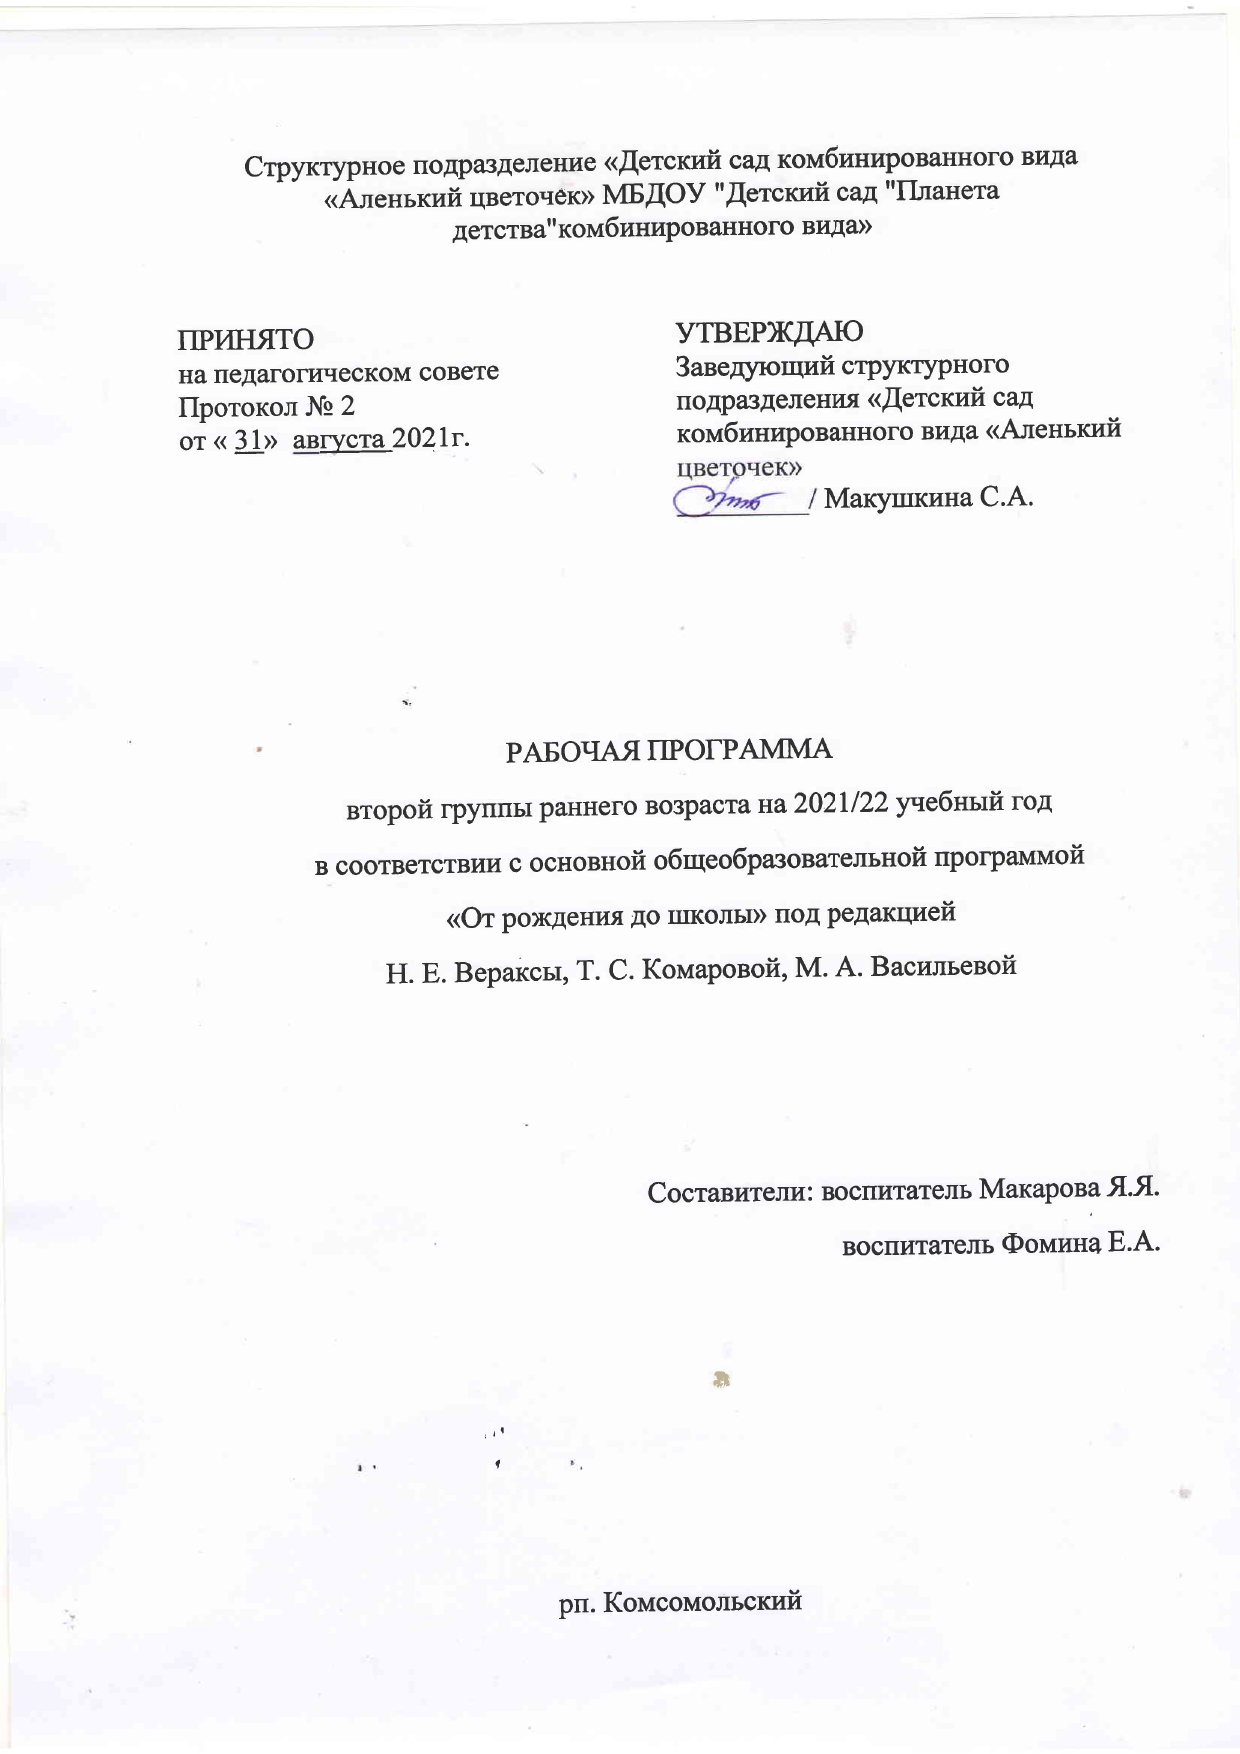 Структурное подразделение «Детский сад комбинированного вида
«Аленький цветочек» МБДОУ "Детский сад "Планета
детства"комбинированного вида»
ПРИНЯТО
на педагогическом совете
Протокол № 2
от « 31»  августа 2021г.
УТВЕРЖДАЮ
Заведующий структурного
подразделения «Детский сад
комбинированного вида «Аленький
цветочек»
/ Макушкина С.А.
РАБОЧАЯ ПРОГРАММА
второй группы раннего возраста на 2021/22 учебный год
в соответствии с основной общеобразовательной программой
«От рождения до школы» под редакцией
Н. Е. Вераксы, Т. С. Комаровой, М. А. Васильевой
Составители: воспитатель Макарова Я.Я.
воспитатель Фомина Е.А.
рп. Комсомольский